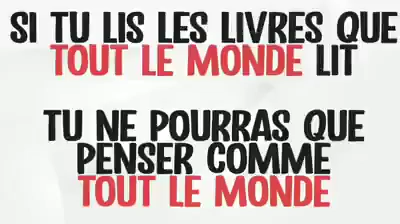 SI TU LIS LES LIVRES QUE
TOUT LE MONDE LIT
TU NE POURRAS QUE
PENSER COMME
TOUT LE MONDE